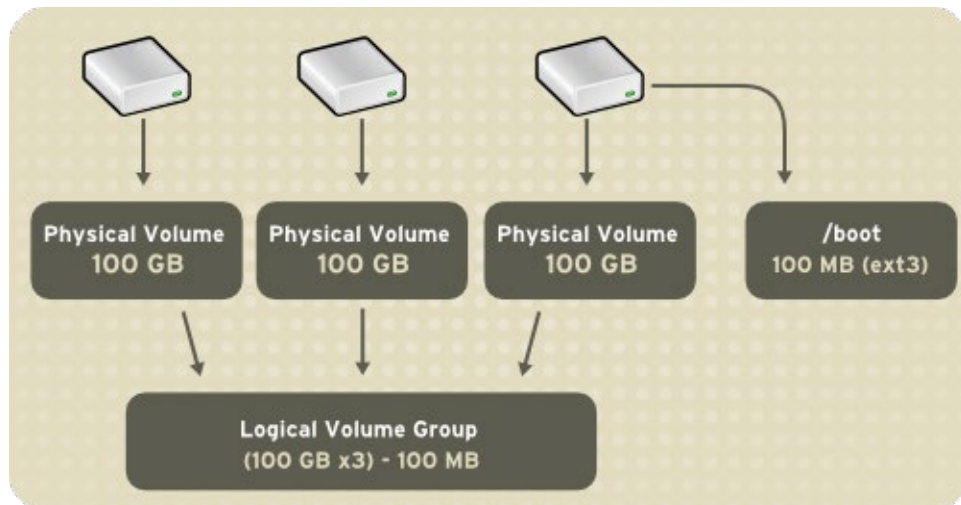 Physical Volume
100 GB
Physical Volume
100 GB
Physical Volume
100 GB
/boot
100 MB (ext3)
Logical Volume Group
(100 GB x3) - 100 MB